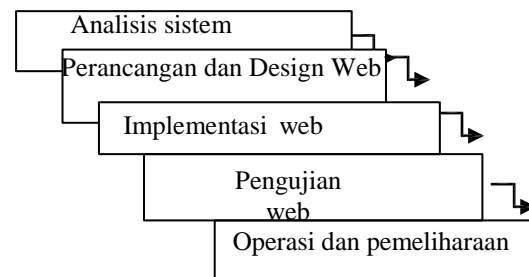 Analisis sistem
Perancangan dan Design Web
Implementasi web
Pengujian
web
Operasi dan pemeliharaan